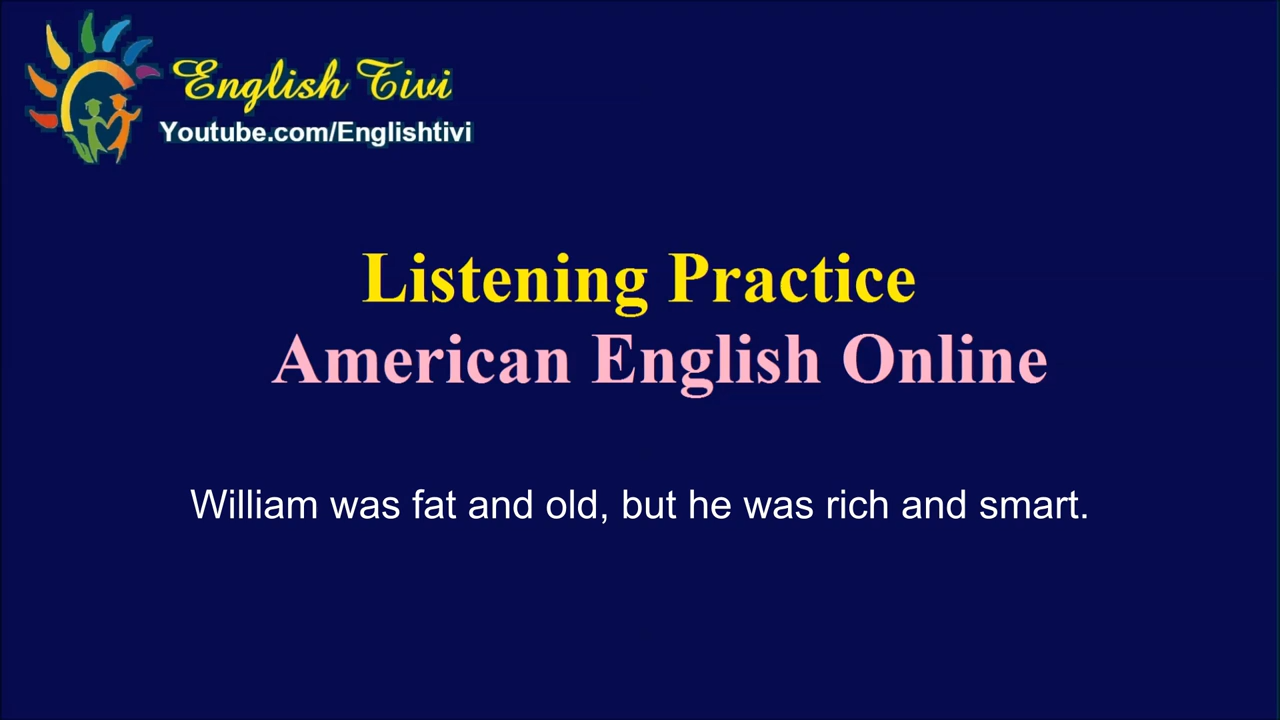 English Tivi
Youtube.com/Englishtivi
Listening Practice
American English Online
William was fat and old, but he was rich and smart.